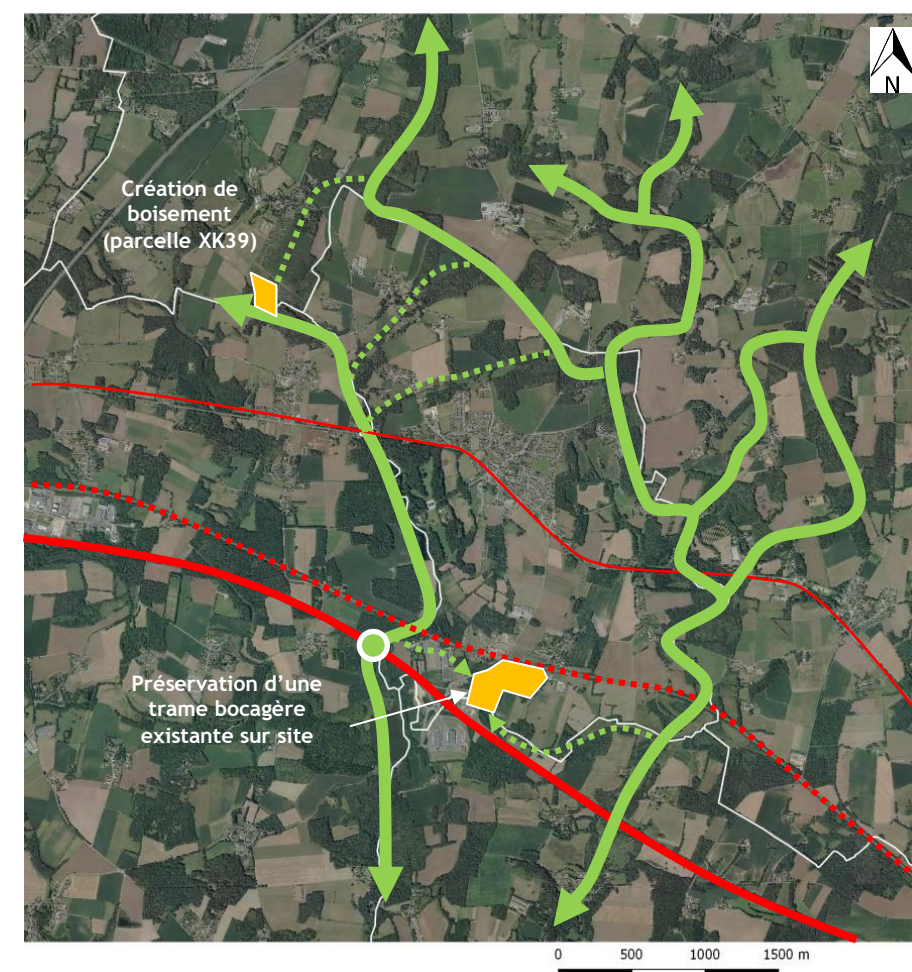 N
Création de
boisement
(parcelle XK39)
Préservation d’une
trame bocagère
existante sur site
0 500 1000 1500 m